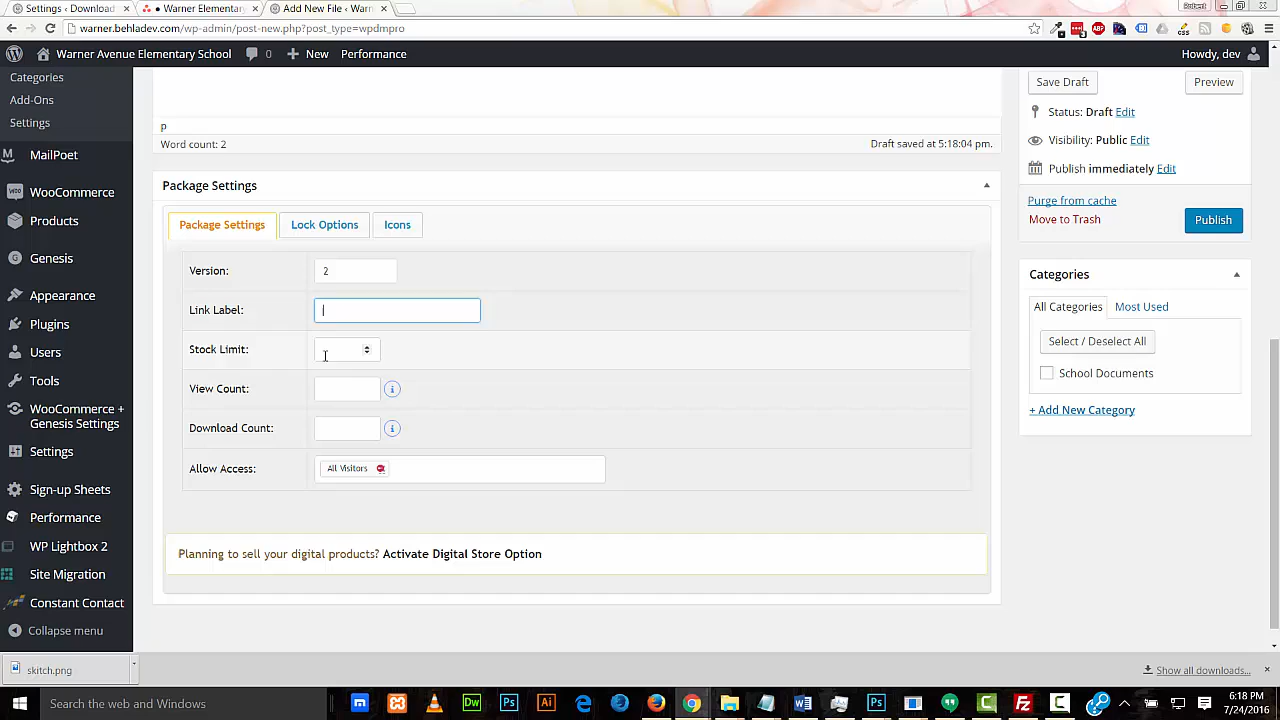 Settings ‹ Download
Warner Elementary
Add New File ‹ Warn
Robert
warner.behladev.com/wp-admin/post-new.php?post_type=wpdmpro
Warner Avenue Elementary School
0
New
Performance
Howdy, dev
Categories
Add-Ons
Settings
MailPoet
WooCommerce
Products
Genesis
Appearance
Plugins
Users
Tools
WooCommerce +
Genesis Settings
Settings
Sign-up Sheets
Performance
WP Lightbox 2
Site Migration
Constant Contact
Collapse menu
p
Word count: 2
Draft saved at 5:18:04 pm.
Package Settings
Package Settings
Lock Options
Icons
Version:
2
Link Label:
Stock Limit:
View Count:
Download Count:
Allow Access:
All Visitors
Planning to sell your digital products? Activate Digital Store Option
Save Draft
Preview
Status: Draft Edit
Visibility: Public Edit
Publish immediately Edit
Purge from cache
Move to Trash
Publish
Categories
All Categories
Most Used
Select / Deselect All
School Documents
+ Add New Category
skitch.png
Show all downloads...
Search the web and Windows
6:18 PM
7/24/2016